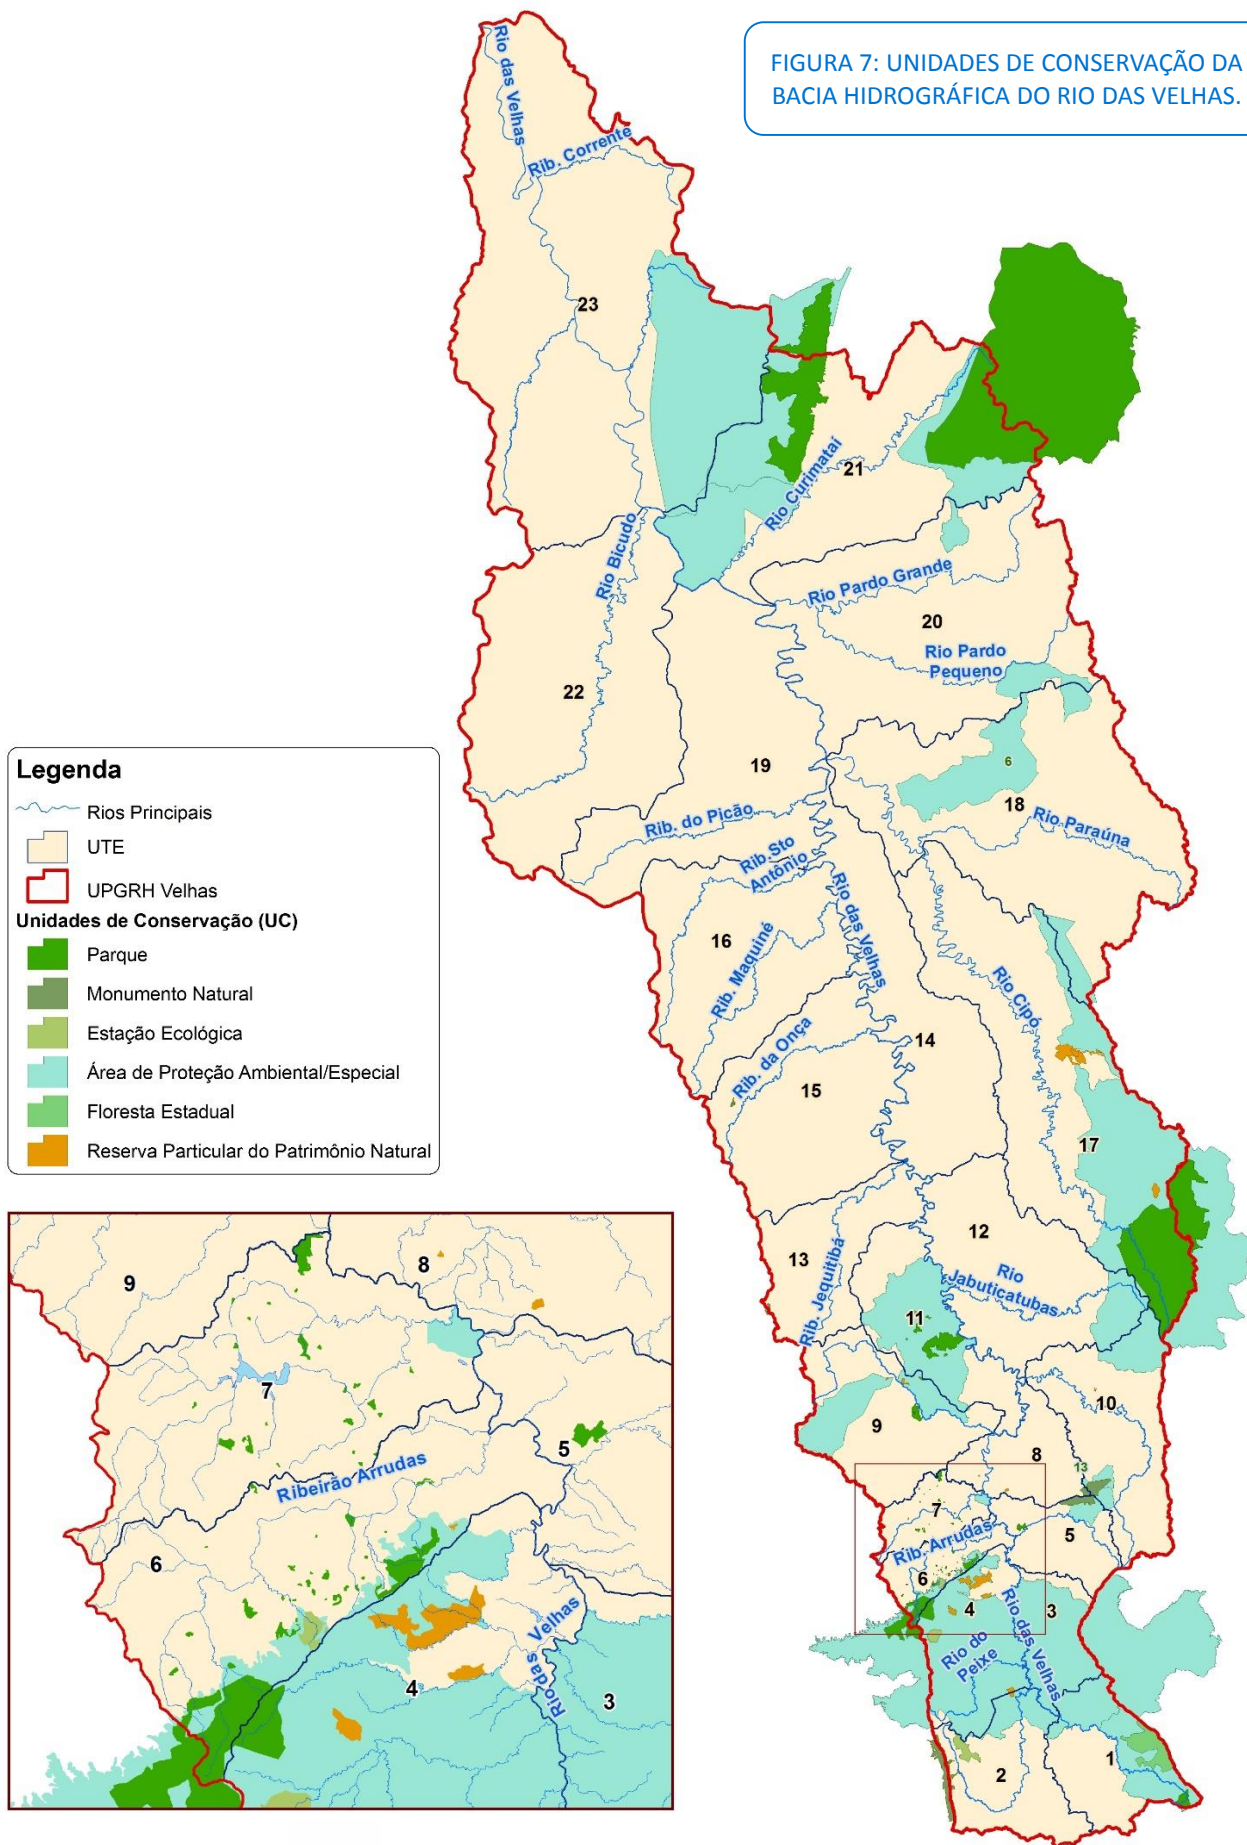 FIGURA 7: UNIDADES DE CONSERVAÇÃO DA
BACIA HIDROGRÁFICA DO RIO DAS VELHAS.
Rio das Velhas
Rib. Corrente
23
21
Rio Curimataí
Rio Bicudo
Rio Pardo Grande
20
Rio Pardo
Pequeno
22
19
6
18
Rio Paraúna
Rib. do Picão
Rib. Sto
Antônio
Rio das Velhas
16
Rib. Maquiné
Rio Cipó
14
Rib. da Onça
15
17
12
13
Rib. Jequitibá
Rio
Jabuticatubas
11
10
9
8
13
7
5
Rib. Arrudas
6
4
3
Rio do
Peixe
Rio das Velhas
1
2
Legenda
Rios Principais
UTE
UPGRH Velhas
Unidades de Conservação (UC)
Parque
Monumento Natural
Estação Ecológica
Área de Proteção Ambiental/Especial
Floresta Estadual
Reserva Particular do Patrimônio Natural
9
8
7
5
Ribeirão Arrudas
6
Rio das Velhas
4
3